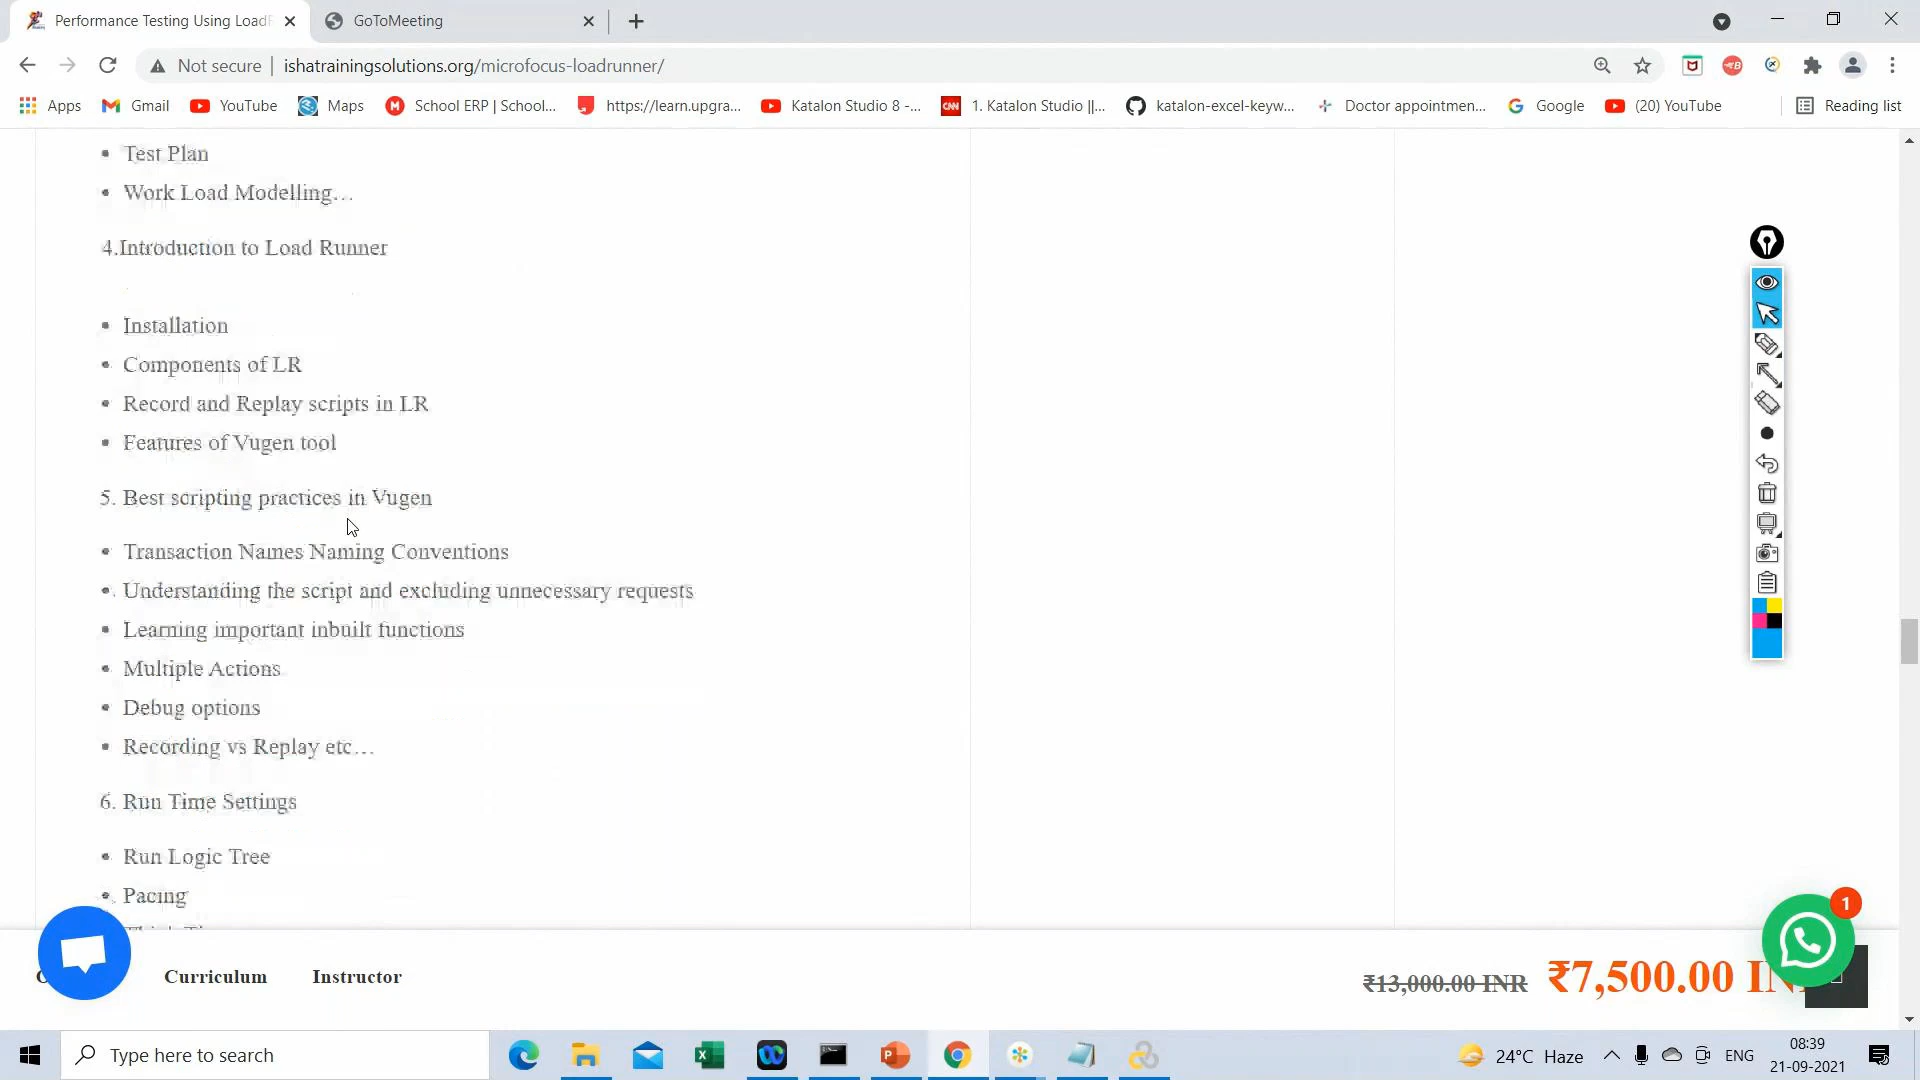 Performance Testing Using Load
GoToMeeting
Not secure
ishatrainingsolutions.org/microfocus-loadrunner/
Apps
Gmail
YouTube
Maps
School ERP | School...
https://learn.upgra...
Katalon Studio 8 -...
1. Katalon Studio ||...
katalon-excel-keyw...
Doctor appointmen...
Google
(20) YouTube
Reading list
• Test Plan
• Work Load Modelling…
4.Introduction to Load Runner
• Installation
• Components of LR
• Record and Replay scripts in LR
• Features of Vugen tool
5. Best scripting practices in Vugen
• Transaction Names Naming Conventions
• Understanding the script and excluding unnecessary requests
• Learning important inbuilt functions
• Multiple Actions
• Debug options
• Recording vs Replay etc…
6. Run Time Settings
• Run Logic Tree
• Pacing
1
Curriculum
Instructor
₹13,000.00 INR
₹7,500.00
Type here to search
24°C Haze
ENG
08:39
21-09-2021